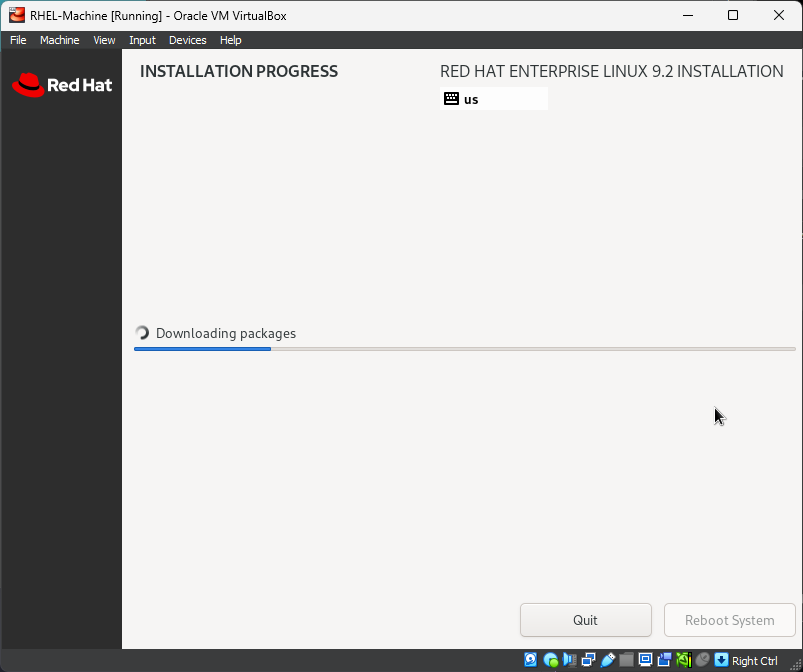 RHEL-Machine [Running] - Oracle VM VirtualBox
File Machine View Input Devices Help
Red Hat
INSTALLATION PROGRESS
RED HAT ENTERPRISE LINUX 9.2 INSTALLATION
us
Downloading packages
Quit
Reboot System
Right Ctrl